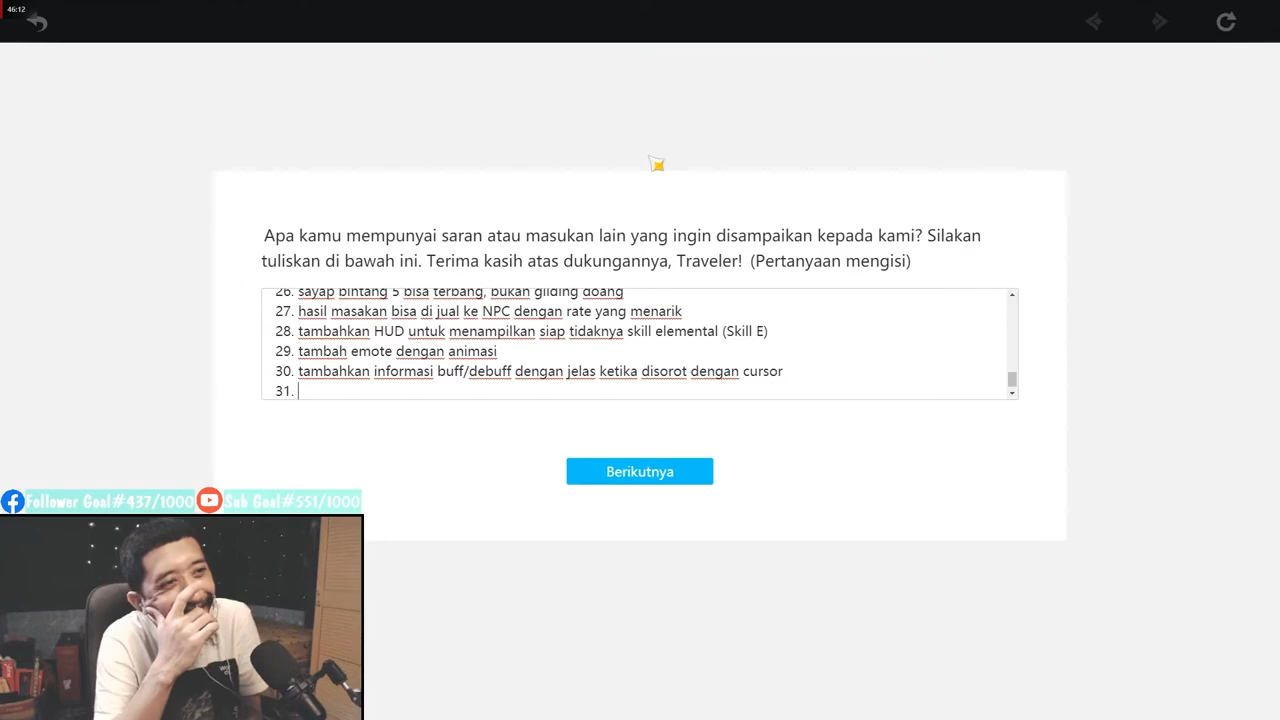 46:12
Apa kamu mempunyai saran atau masukan lain yang ingin disampaikan kepada kami? Silakan
tuliskan di bawah ini. Terima kasih atas dukungannya, Traveler! (Pertanyaan mengisi)
26. sayap bintang 5 bisa terbang, bukan gliding doang
27. hasil masakan bisa di jual ke NPC dengan rate yang menarik
28. tambahkan HUD untuk menampilkan siap tidaknya skill elemental (Skill E)
29. tambah emote dengan animasi
30. tambahkan informasi buff/debuff dengan jelas ketika disorot dengan cursor
31.
Berikutnya
Follower Goal#437/1000 Sub Goal#551/1000